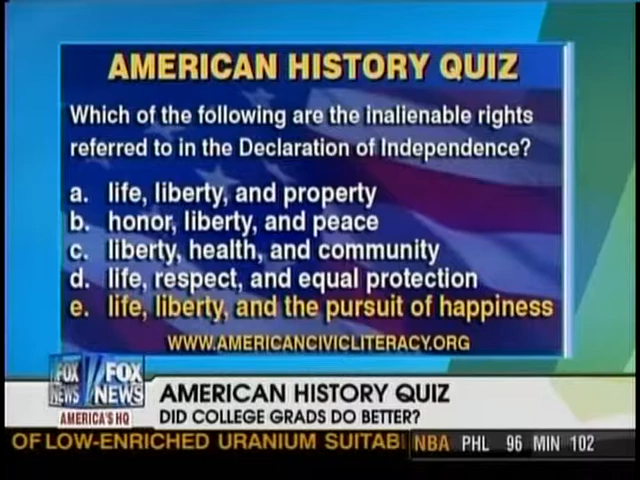 AMERICAN HISTORY QUIZ
Which of the following are the inalienable rights
referred to in the Declaration of Independence?
a. life, liberty, and property
b. honor, liberty, and peace
c. liberty, health, and community
d. life, respect, and equal protection
e. life, liberty, and the pursuit of happiness
WWW.AMERICANCIVICLITERACY.ORG
FOX NEWS
FOX NEWS
AMERICA'S HQ
AMERICAN HISTORY QUIZ
DID COLLEGE GRADS DO BETTER?
OF LOW-ENRICHED URANIUM SUITAB
NBA PHL 96 MIN 102